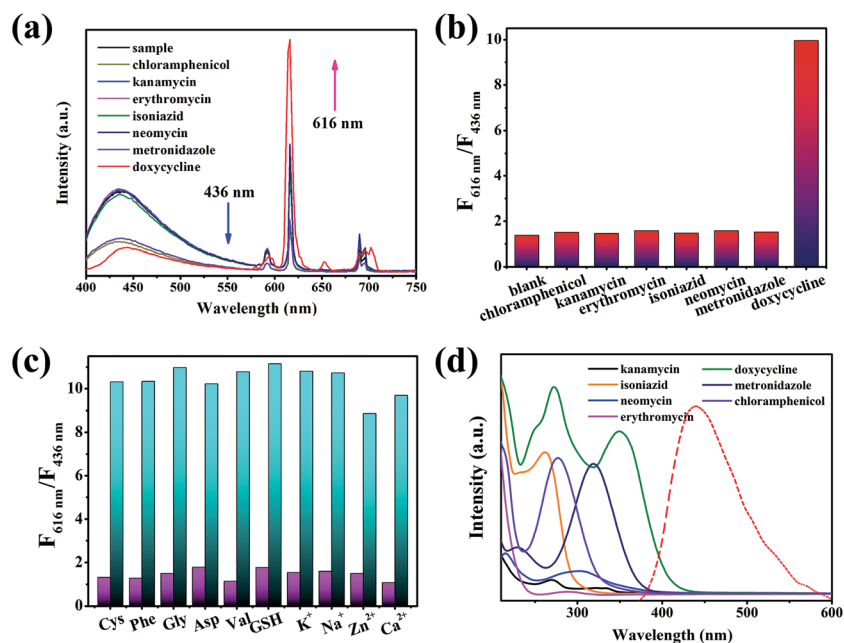 (a)
sample
chloramphenicol
kanamycin
erythromycin
isoniazid
neomycin
metronidazole
doxycycline
616 nm
436 nm
Intensity (a.u.)
400 450 500 550 600 650 700 750
Wavelength (nm)
(b)
10
8
6
4
2
0
F616 nm/F436 nm
blank
chloramphenicol
kanamycin
erythromycin
isoniazid
neomycin
metronidazole
doxycycline
(c)
12
10
8
6
4
2
0
F616 nm/F436 nm
Cys Phe Gly Asp Val GSH K+ Na+ Zn2+ Ca2+
(d)
kanamycin
isoniazid
neomycin
erythromycin
doxycycline
metronidazole
chloramphenicol
Intensity (a.u.)
300 400 500 600
Wavelength (nm)